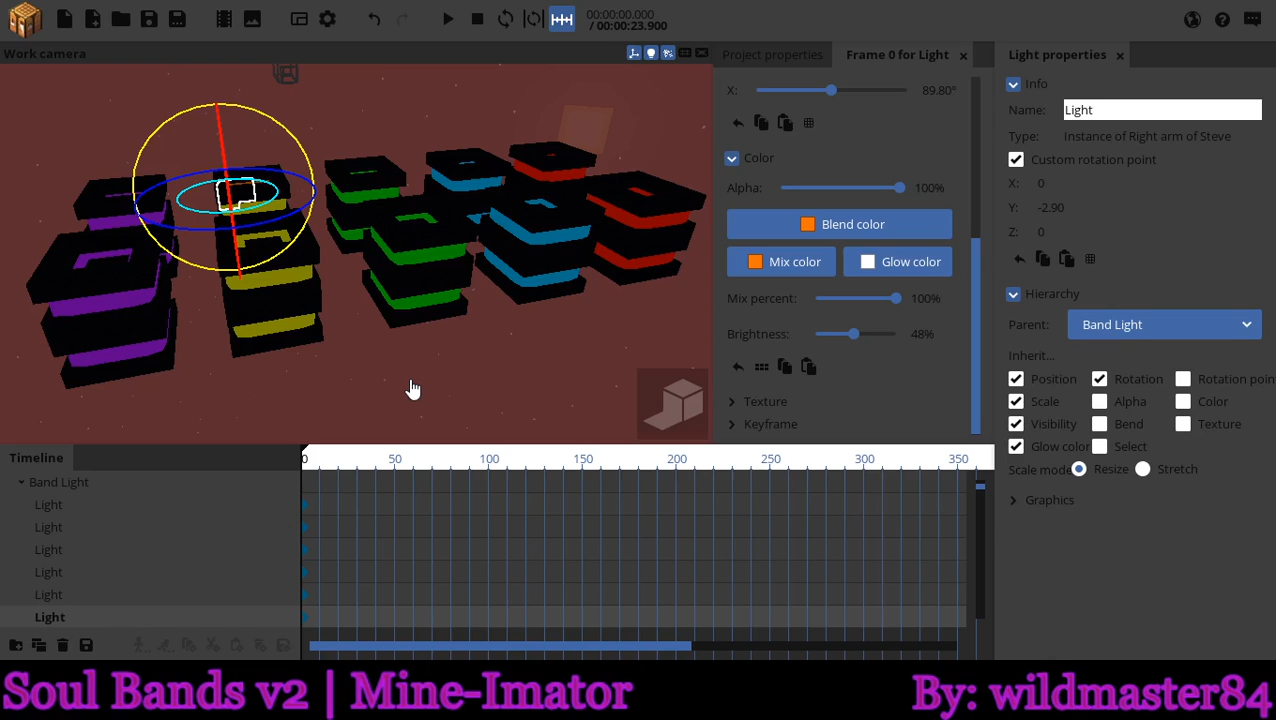 00:00:00.000
/ 00:00:23.900
Work camera
Project properties
Frame 0 for Light
X:
89.80°
Color
Alpha:
100%
Blend color
Mix color
Glow color
Mix percent:
100%
Brightness:
48%
Texture
Keyframe
Light properties
Info
Name:
Light
Type:
Instance of Right arm of Steve
Custom rotation point
X:
0
Y:
-2.90
Z:
0
Hierarchy
Parent:
Band Light
Inherit...
Position
Rotation
Rotation poin
Scale
Alpha
Color
Visibility
Bend
Texture
Glow color
Select
Scale mode
Resize
Stretch
Graphics
Timeline
0
50
100
150
200
250
300
350
Band Light
Light
Light
Light
Light
Light
Light
Soul Bands v2 | Mine-Imator
By: wildmaster84